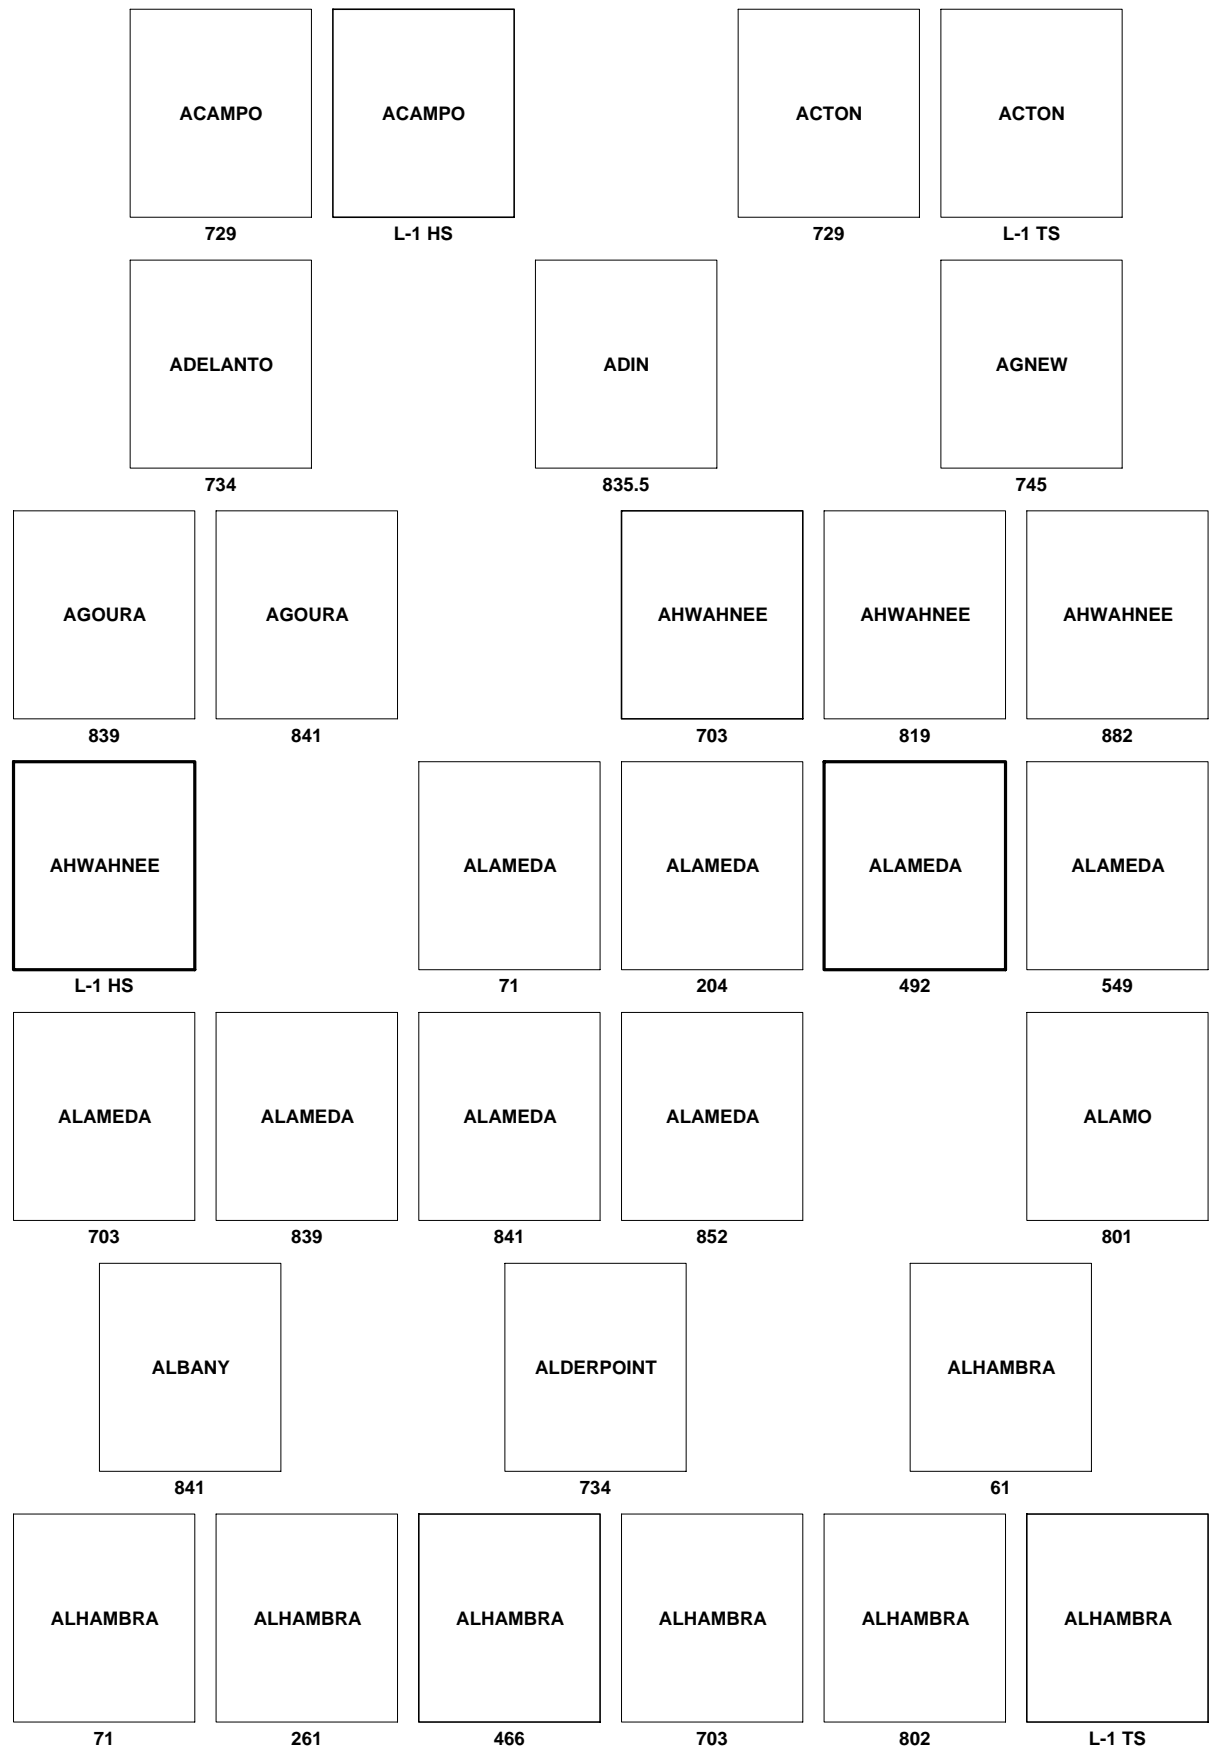 ACAMPO ACAMPO ACTON ACTON
729 L-1 HS 729 L-1 TS
ADELANTO ADIN AGNEW
734 835.5 745
AGOURA AGOURA AHWAHNEE AHWAHNEE AHWAHNEE
839 841 703 819 882
AHWAHNEE ALAMEDA ALAMEDA ALAMEDA ALAMEDA
L-1 HS 71 204 492 549
ALAMEDA ALAMEDA ALAMEDA ALAMEDA ALAMO
703 839 841 852 801
ALBANY ALDERPOINT ALHAMBRA
841 734 61
ALHAMBRA ALHAMBRA ALHAMBRA ALHAMBRA ALHAMBRA ALHAMBRA
71 261 466 703 802 L-1 TS